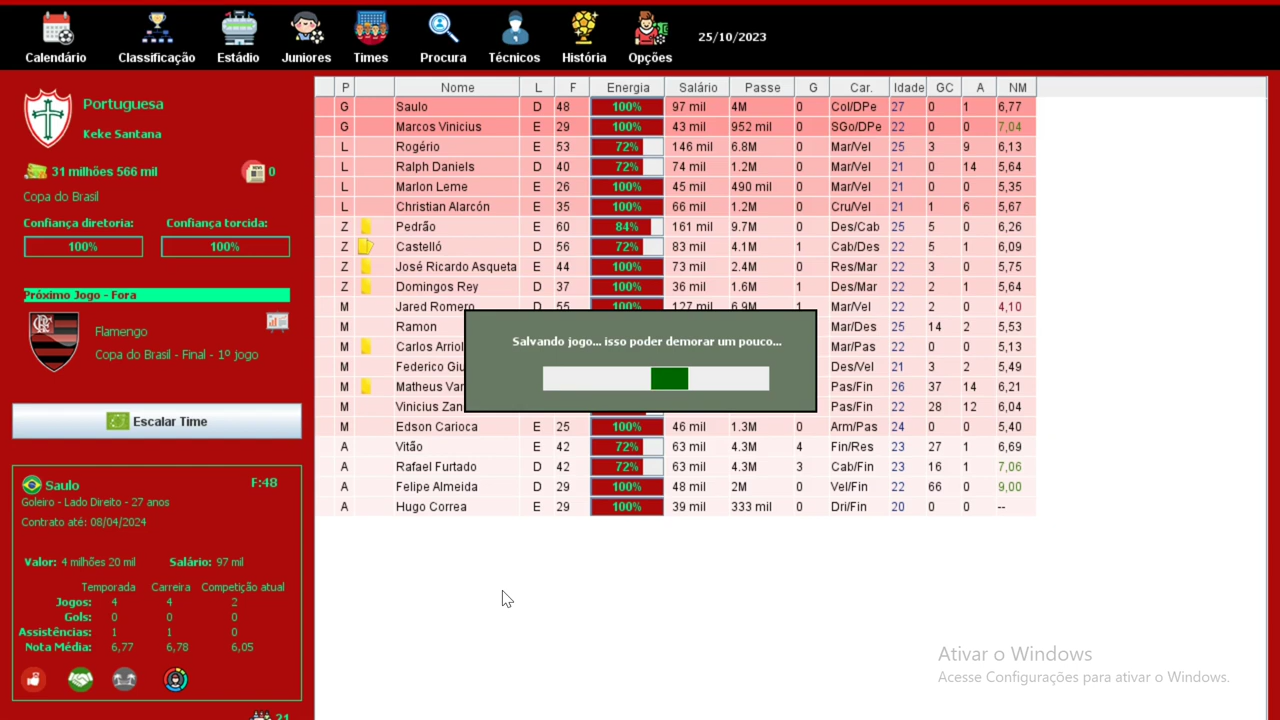 Calendário Classificação Estádio Juniores Times Procura Técnicos História Opções 25/10/2023
Portuguesa
Keke Santana
31 milhões 566 mil 0
Copa do Brasil
Confiança diretoria: Confiança torcida:
100% 100%
Próximo Jogo - Fora
Flamengo
Copa do Brasil - Final - 1º jogo
Escalar Time
Saulo F:48
Goleiro - Lado Direito - 27 anos
Contrato até: 08/04/2024
Valor: 4 milhões 20 mil Salário: 97 mil
Temporada Carreira Competição atual
Jogos: 4 4 2
Gols: 0 0 0
Assistências: 1 1 0
Nota Média: 6,77 6,78 6,05
21
P Nome L F Energia Salário Passe G Car. Idade GC A NM
G Saulo D 48 100% 97 mil 4M 0 Col/DPe 27 0 1 6,77
G Marcos Vinicius E 29 100% 43 mil 952 mil 0 SGo/DPe 22 0 0 7,04
L Rogério E 53 72% 146 mil 6.8M 0 Mar/Vel 25 3 9 6,13
L Ralph Daniels D 40 72% 74 mil 1.2M 0 Mar/Vel 21 0 14 5,64
L Marlon Leme E 26 100% 45 mil 490 mil 0 Mar/Vel 21 0 0 5,35
L Christian Alarcón E 35 100% 66 mil 1.2M 0 Cru/Vel 21 1 6 5,67
Z Pedrão E 60 84% 161 mil 9.7M 0 Des/Cab 25 5 0 6,26
Z Castelló D 56 72% 83 mil 4.1M 1 Cab/Des 22 5 1 6,09
Z José Ricardo Asqueta E 44 100% 73 mil 2.4M 0 Res/Mar 22 3 0 5,75
Z Domingos Rey D 37 100% 36 mil 1.6M 1 Des/Mar 22 2 1 5,64
M Jared Romero D 55 100% 127 mil 6.9M 1 Mar/Vel 22 2 0 4,10
M Ramon Mar/Des 25 14 2 5,53
M Carlos Arriol Mar/Pas 22 0 0 5,13
M Federico Giu Des/Vel 21 3 2 5,49
M Matheus Var Pas/Fin 26 37 14 6,21
M Vinicius Zan Pas/Fin 22 28 12 6,04
M Edson Carioca E 25 100% 46 mil 1.3M 0 Arm/Pas 24 0 0 5,40
A Vitão E 42 72% 63 mil 4.3M 4 Fin/Res 23 27 1 6,69
A Rafael Furtado D 42 72% 63 mil 4.3M 3 Cab/Fin 23 16 1 7,06
A Felipe Almeida D 29 100% 48 mil 2M 0 Vel/Fin 22 66 0 9,00
A Hugo Correa E 29 100% 39 mil 333 mil 0 Dri/Fin 20 0 0 --
Salvando jogo... isso poder demorar um pouco...
Ativar o Windows
Acesse Configurações para ativar o Windows.